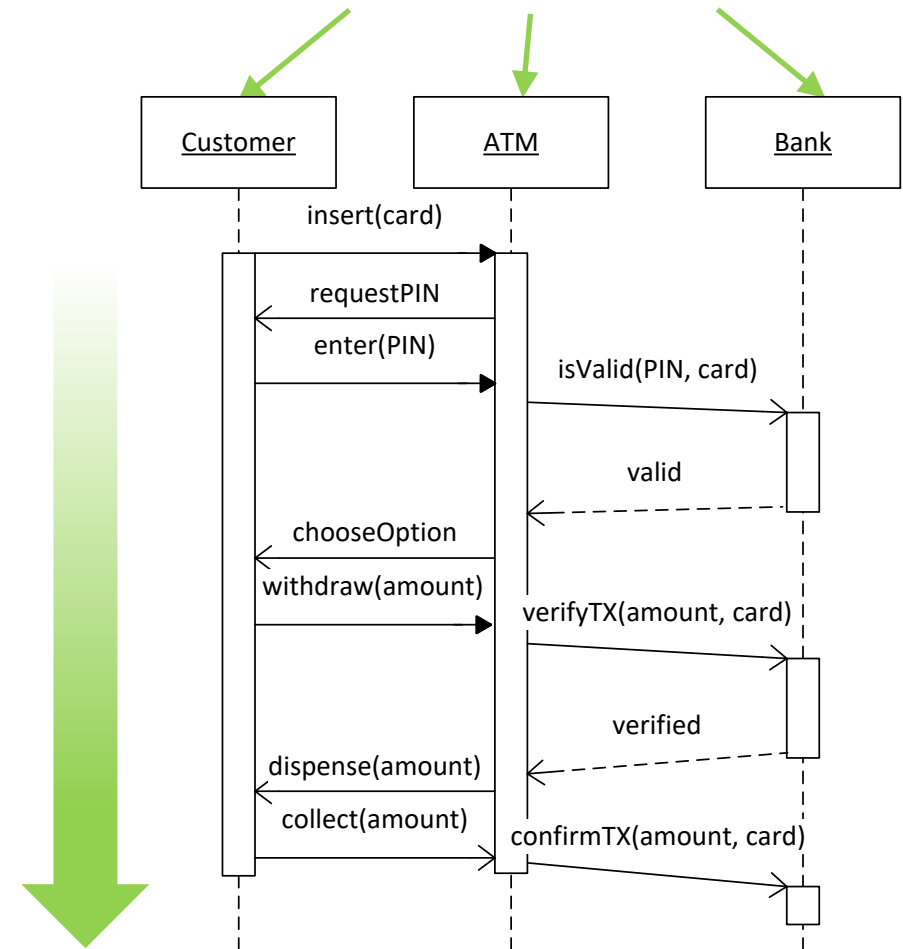 Customer
ATM
Bank
insert(card)
requestPIN
enter(PIN)
isValid(PIN, card)
valid
chooseOption
withdraw(amount)
verifyTX(amount, card)
verified
dispense(amount)
collect(amount)
confirmTX(amount, card)